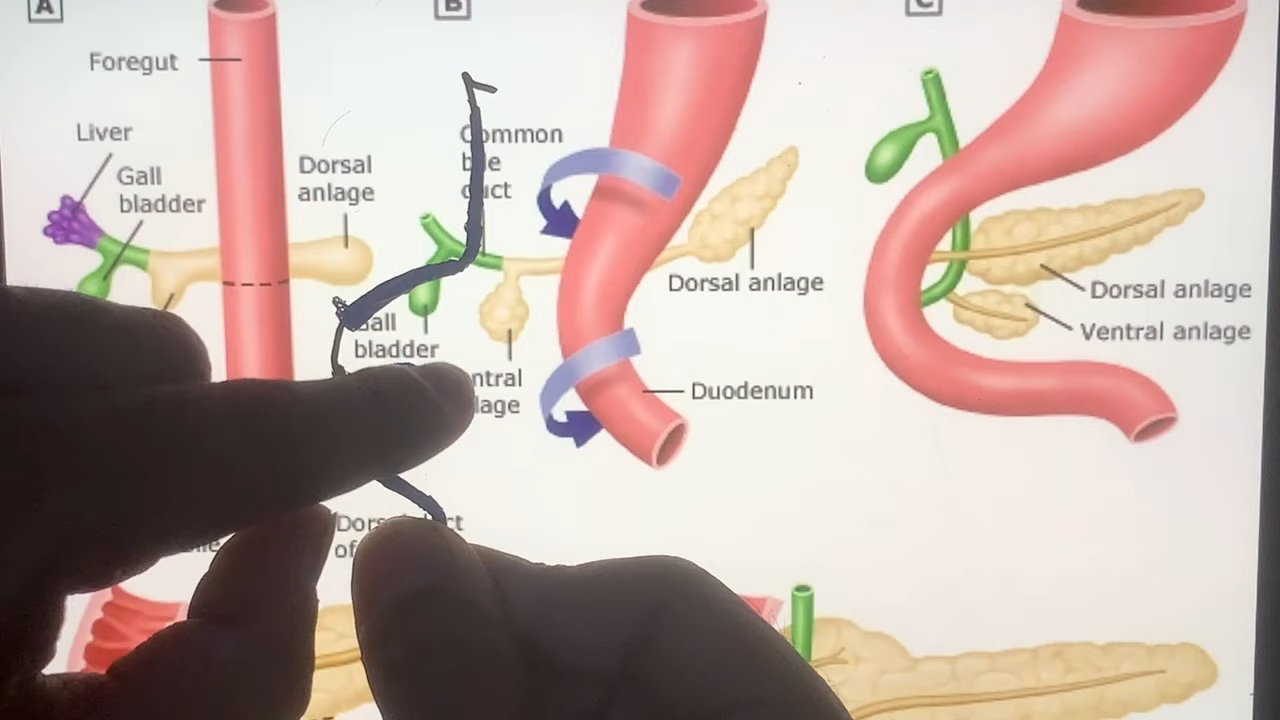 A
B
C
Foregut
Liver
Gall
bladder
Dorsal
anlage
Common
duct
Dorsal anlage
bladder
Duodenum
Dorsal anlage
Ventral anlage